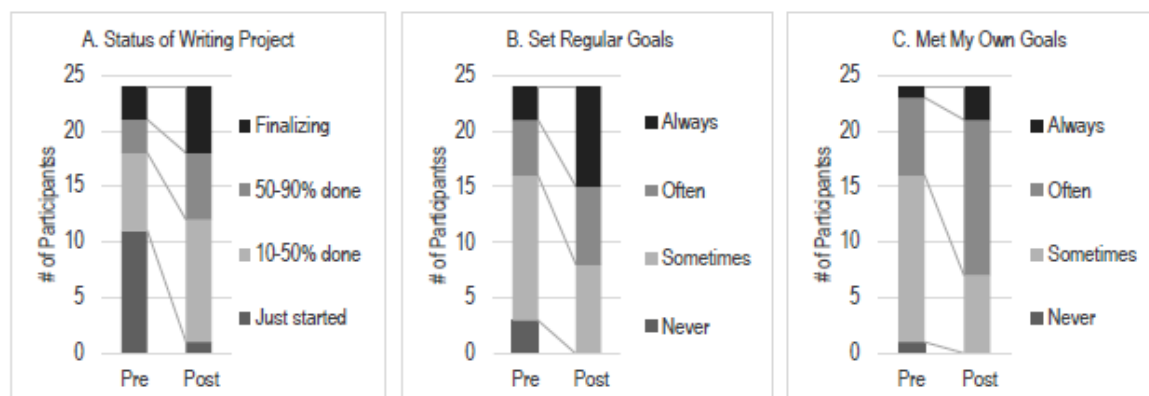 A. Status of Writing Project
25
20
15
10
5
0
# of Participantss
Pre
Post
Finalizing
50-90% done
10-50% done
Just started
B. Set Regular Goals
25
20
15
10
5
0
# of Participantss
Pre
Post
Always
Often
Sometimes
Never
C. Met My Own Goals
25
20
15
10
5
0
# of Participantss
Pre
Post
Always
Often
Sometimes
Never